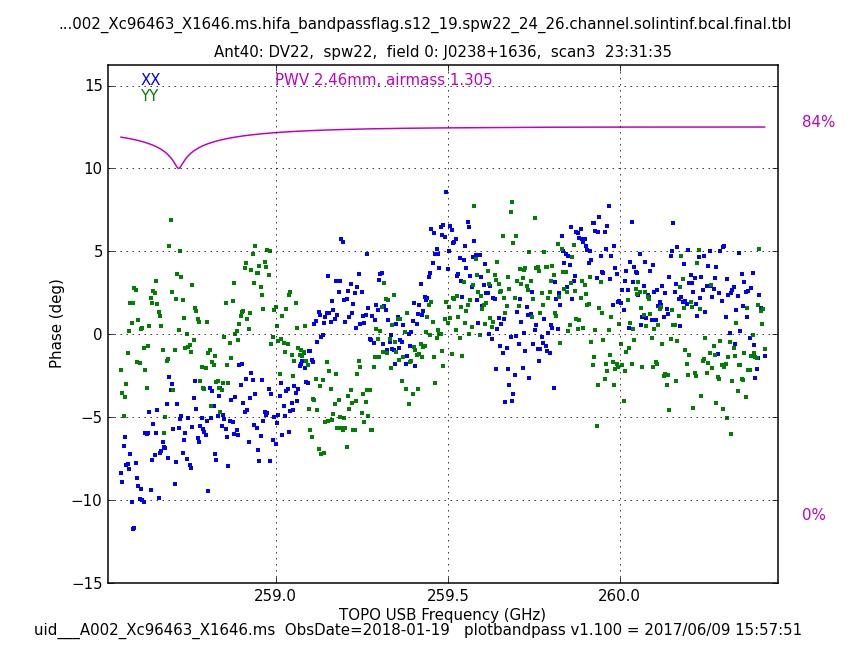 ...002_Xc96463_X1646.ms.hifa_bandpassflag.s12_19.spw22_24_26.channel.solintinf.bcal.final.tbl
Ant40: DV22, spw22, field 0: J0238+1636, scan3 23:31:35
XX
YY
PWV 2.46mm, airmass 1.305
84%
0%
Phase (deg)
15
10
5
0
−5
−10
−15
259.0 259.5 260.0
TOPO USB Frequency (GHz)
uid___A002_Xc96463_X1646.ms ObsDate=2018-01-19 plotbandpass v1.100 = 2017/06/09 15:57:51